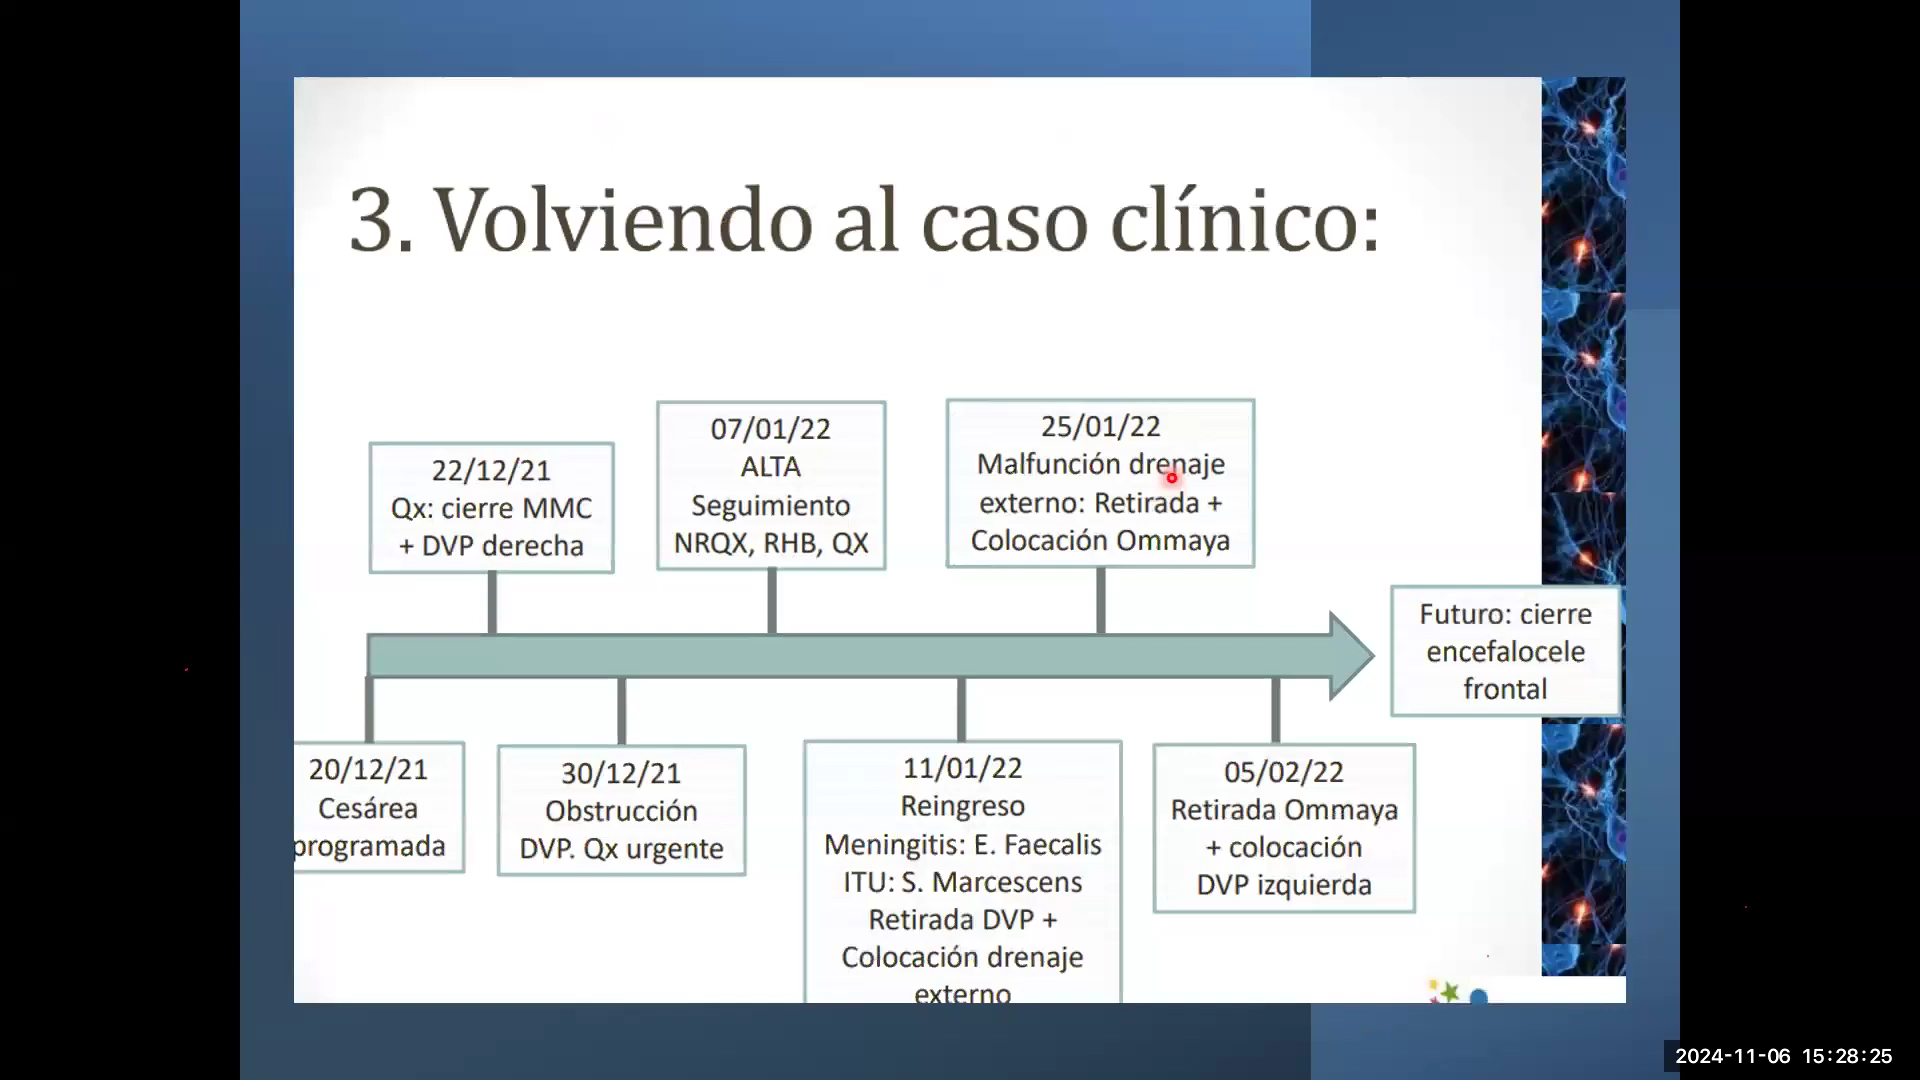 3. Volviendo al caso clínico:
22/12/21
Qx: cierre MMC
+ DVP derecha
07/01/22
ALTA
Seguimiento
NRQX, RHB, QX
25/01/22
Malfunción drenaje
externo: Retirada +
Colocación Ommaya
Futuro: cierre
encefalocele
frontal
20/12/21
Cesárea
programada
30/12/21
Obstrucción
DVP. Qx urgente
11/01/22
Reingreso
Meningitis: E. Faecalis
ITU: S. Marcescens
Retirada DVP +
Colocación drenaje
externo
05/02/22
Retirada Ommaya
+ colocación
DVP izquierda
2024-11-06 15:28:25